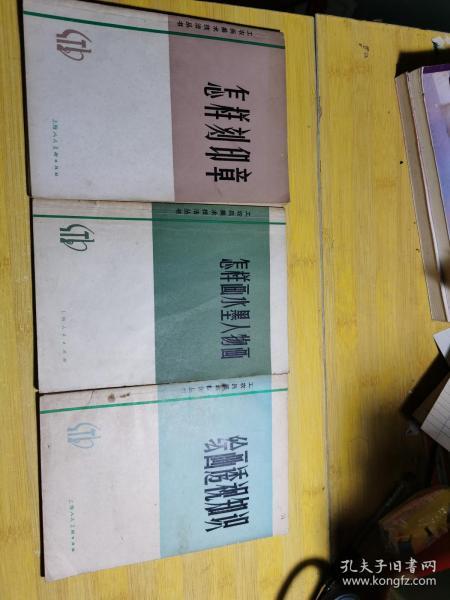 工农兵美术技法丛书
怎样刻印章
上海人民美术出版社
工农兵美术技法丛书
怎样画水墨人物画
上海人民出版社
工农兵美术技法丛书
绘画透视知识
上海人民美术出版社
孔夫子旧书网
www.kongfz.com